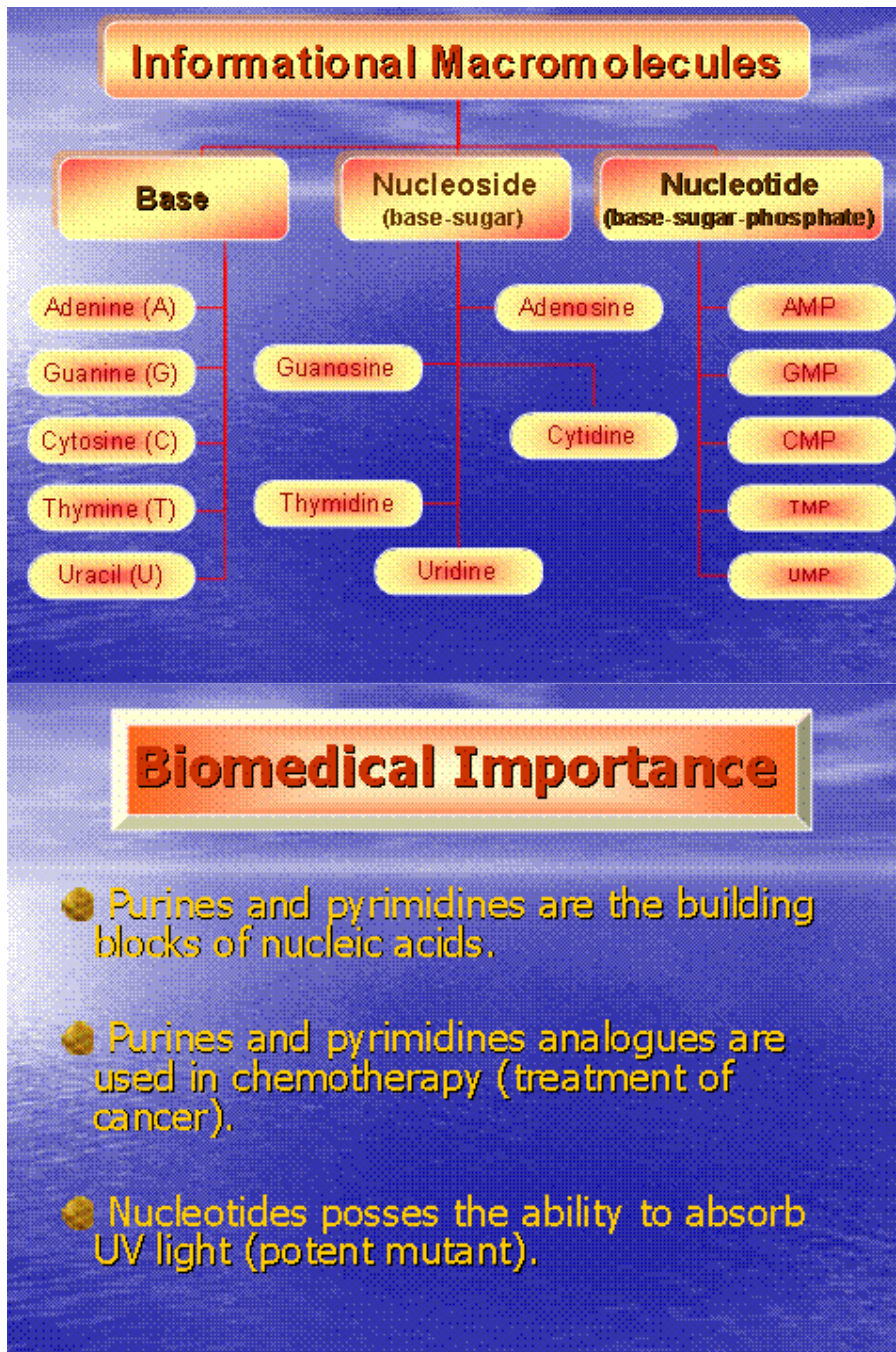 Informational Macromolecules
Base
Nucleoside
(base-sugar)
Nucleotide
(base-sugar-phosphate)
Adenine (A)
Guanine (G)
Cytosine (C)
Thymine (T)
Uracil (U)
Adenosine
Guanosine
Cytidine
Thymidine
Uridine
AMP
GMP
CMP
TMP
UMP
Biomedical Importance
Purines and pyrimidines are the building
blocks of nucleic acids.
Purines and pyrimidines analogues are
used in chemotherapy (treatment of
cancer).
Nucleotides posses the ability to absorb
UV light (potent mutant).